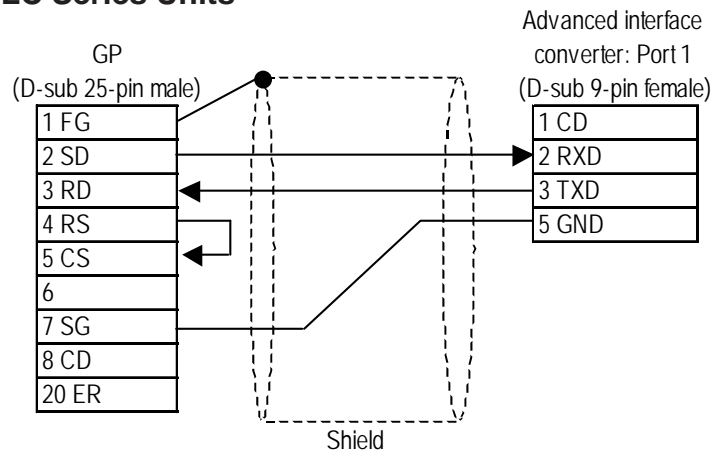 Series Units
GP
(D-sub 25-pin male)
Advanced interface
converter: Port 1
(D-sub 9-pin female)
1 FG
2 SD
3 RD
4 RS
5 CS
6
7 SG
8 CD
20 ER
1 CD
2 RXD
3 TXD
5 GND
Shield